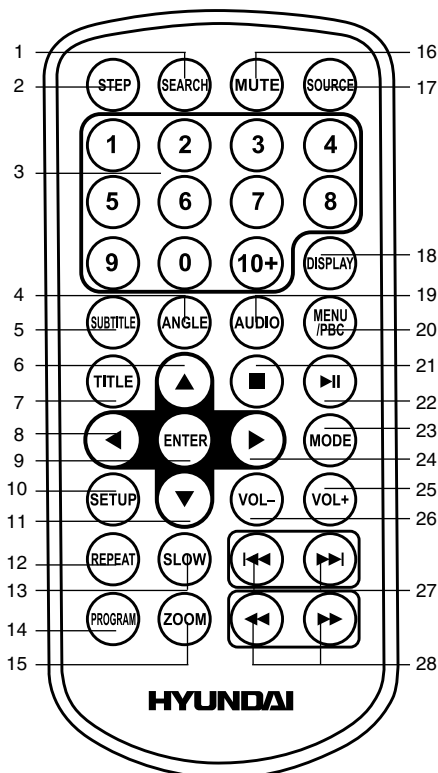 1 16
2 STEP SEARCH MUTE SOURCE 17
1 2 3 4
3
5 6 7 8
9 0 10+ DISPLAY 18
4 19
5 SUBTITLE ANGLE AUDIO MENU /PBC 20
6 21
TITLE 22
7
8 ENTER MODE 23
9 24
10 25
SETUP VOL– VOL+
11 26
12 REPEAT SLOW
13 27
14 PROGRAM ZOOM
15 28
HYUNDAI